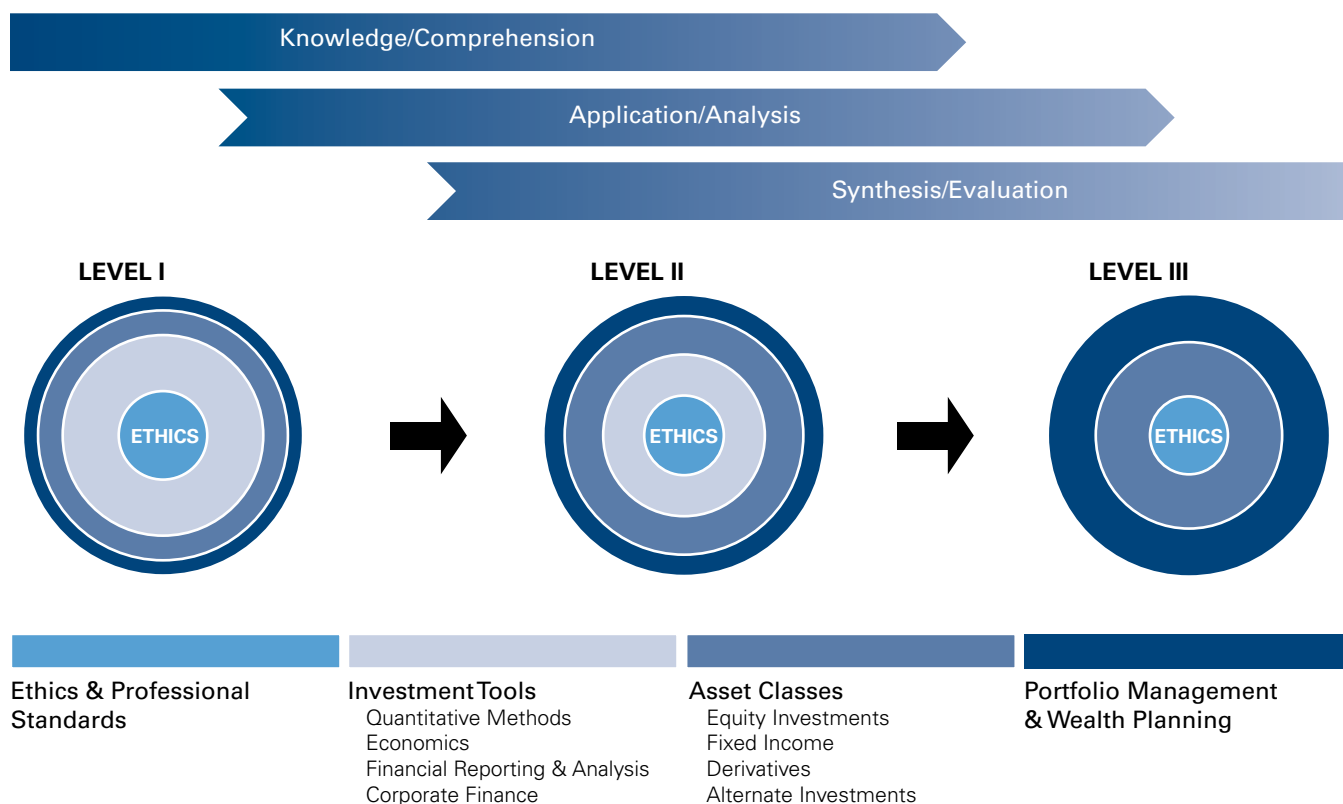 Knowledge/Comprehension
Application/Analysis
Synthesis/Evaluation
LEVEL I
LEVEL II
LEVEL III
ETHICS
ETHICS
ETHICS
Ethics & Professional
Standards
Investment Tools
Quantitative Methods
Economics
Financial Reporting & Analysis
Corporate Finance
Asset Classes
Equity Investments
Fixed Income
Derivatives
Alternate Investments
Portfolio Management
& Wealth Planning